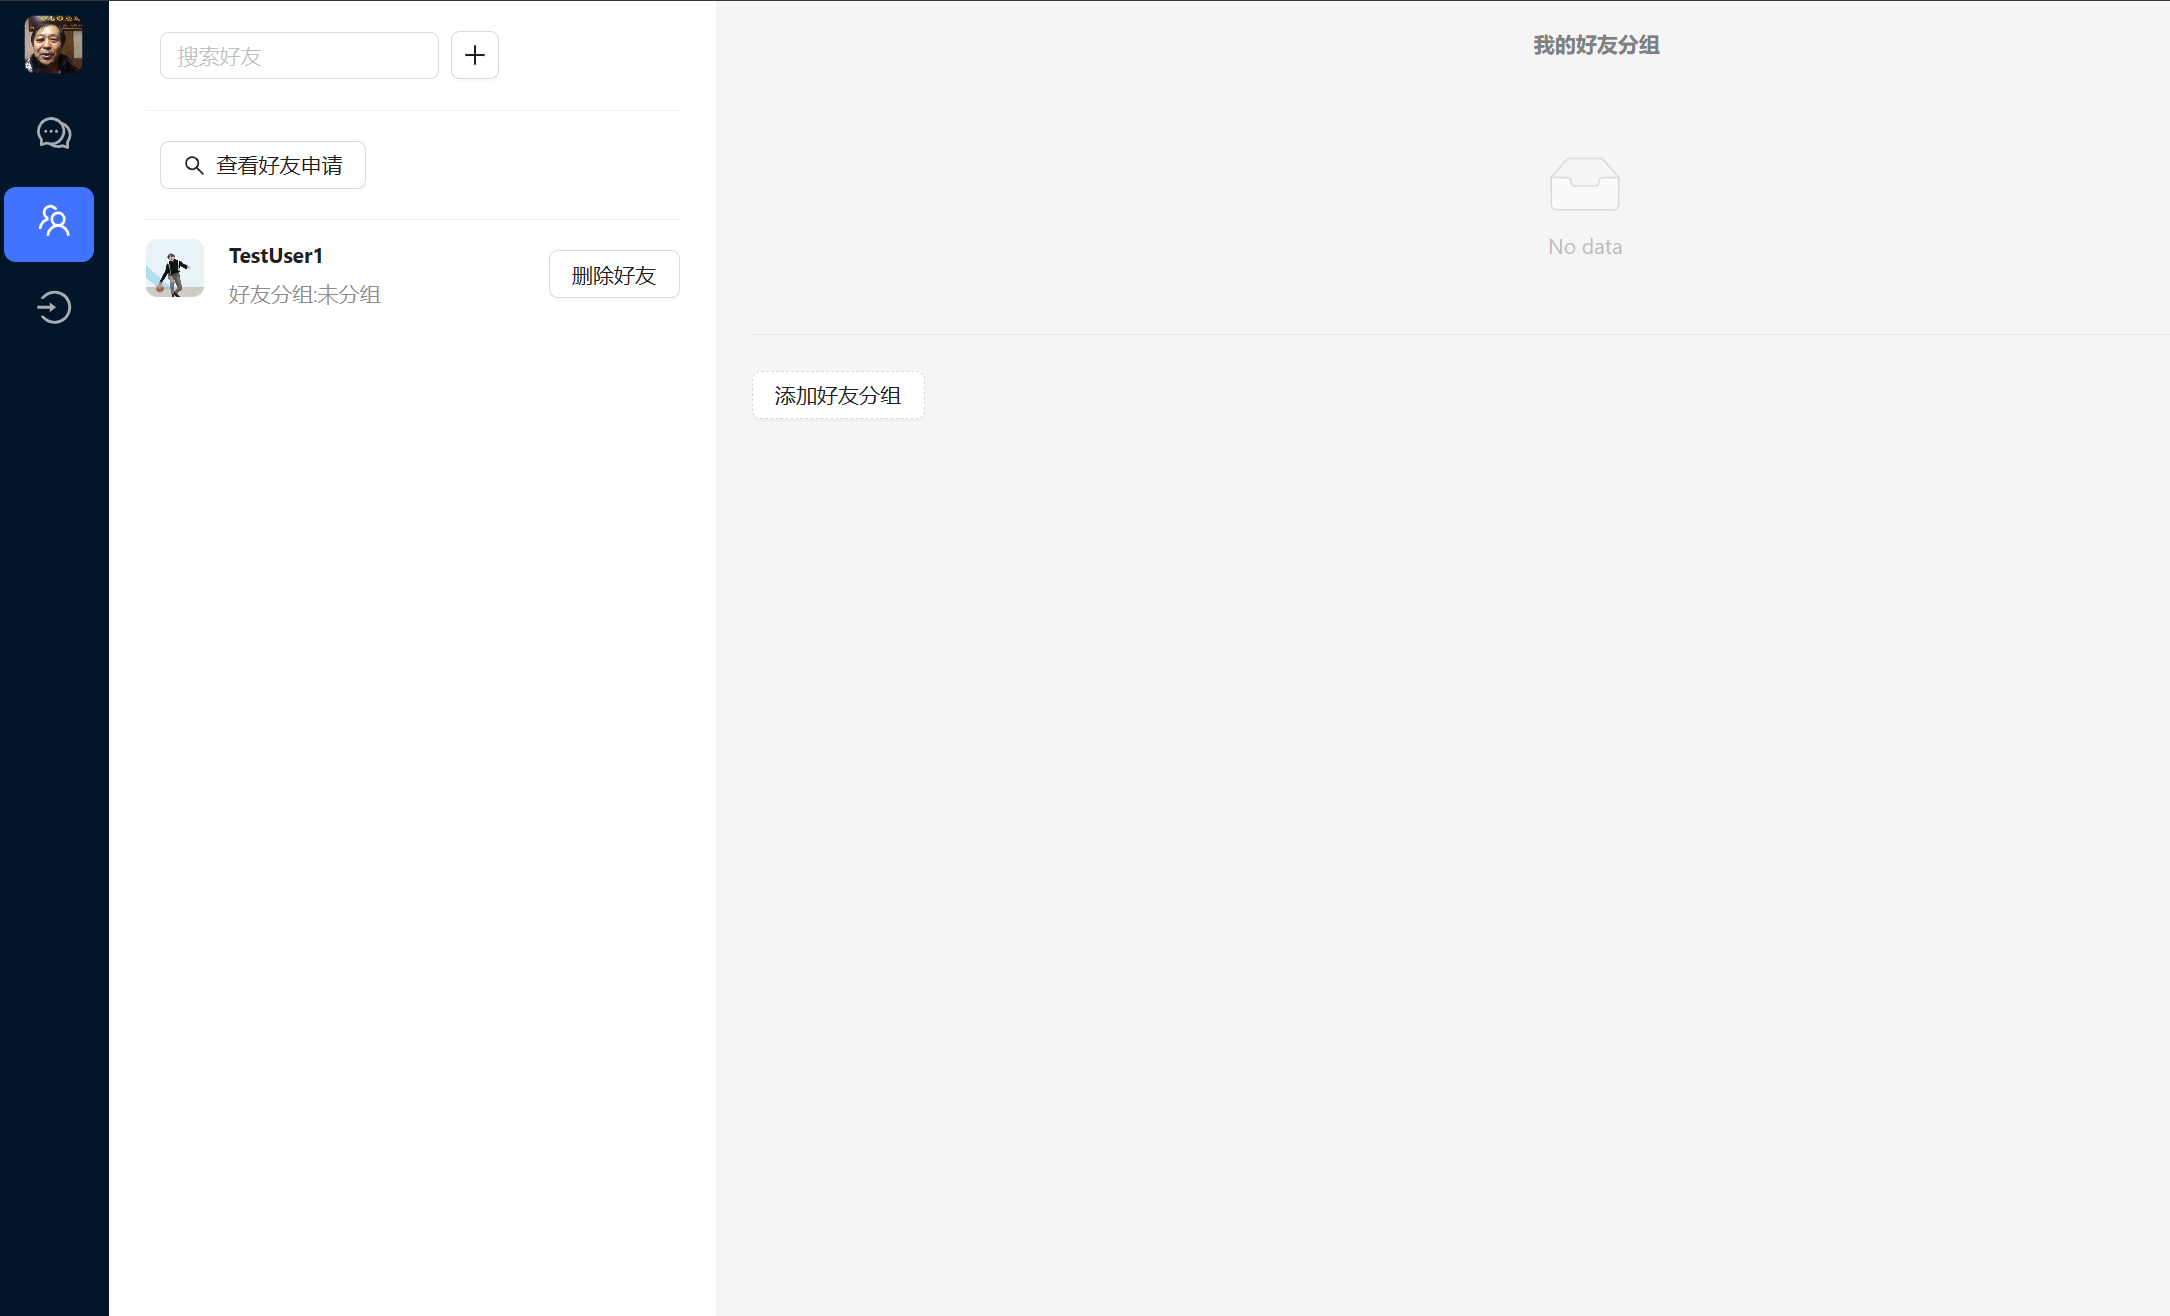 搜索好友
查看好友申请
TestUser1
好友分组:未分组
删除好友
我的好友分组
No data
添加好友分组